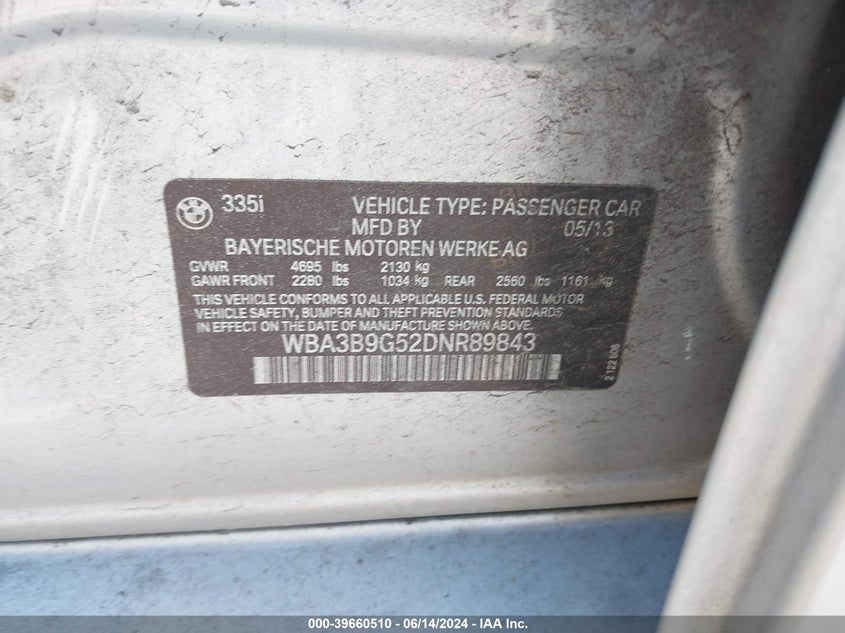 335i VEHICLE TYPE: PASSENGER CAR
MFD BY 05/13
BAYERISCHE MOTOREN WERKE AG
GVWR 4695 lbs 2130 kg
GAWR FRONT 2280 lbs 1034 kg REAR 2560 lbs 1161 kg
THIS VEHICLE CONFORMS TO ALL APPLICABLE U.S. FEDERAL MOTOR
VEHICLE SAFETY, BUMPER AND THEFT PREVENTION STANDARDS
IN EFFECT ON THE DATE OF MANUFACTURE SHOWN ABOVE.
WBA3B9G52DNR89843
2 122 606
000-39660510 - 06/14/2024 - IAA Inc.